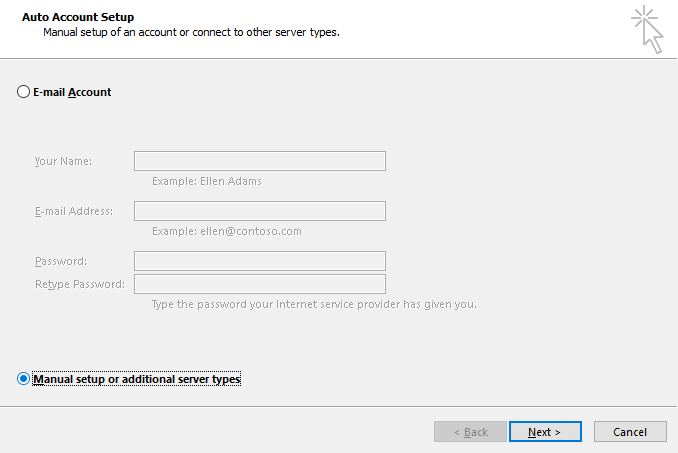 Auto Account Setup
Manual setup of an account or connect to other server types.
E-mail Account
Your Name:
Example: Ellen Adams
E-mail Address:
Example: ellen@contoso.com
Password:
Retype Password:
Type the password your Internet service provider has given you.
Manual setup or additional server types
< Back Next > Cancel